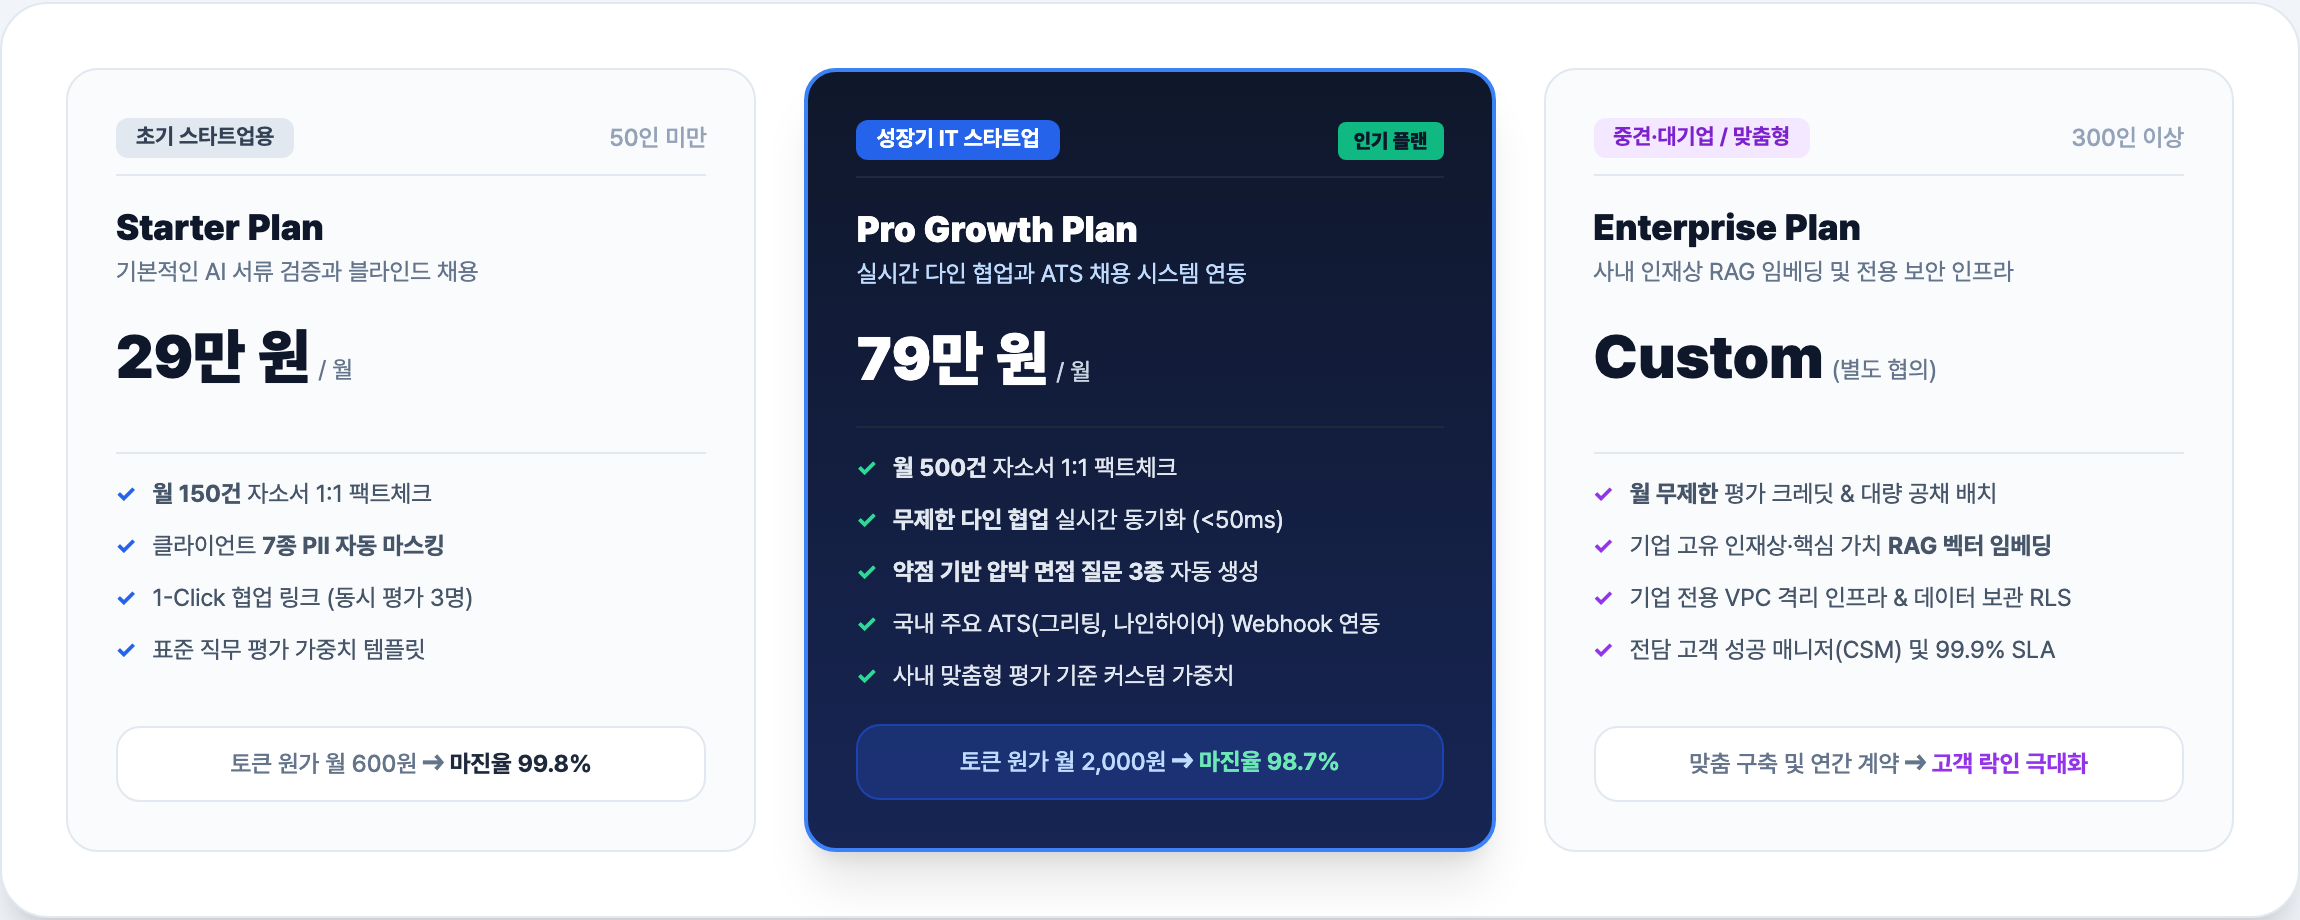 초기 스타트업용
50인 미만
Starter Plan
기본적인 AI 서류 검증과 블라인드 채용
29만 원 / 월
월 150건 자소서 1:1 팩트체크
클라이언트 7종 PII 자동 마스킹
1-Click 협업 링크 (동시 평가 3명)
표준 직무 평가 가중치 템플릿
토큰 원가 월 600원 → 마진율 99.8%
성장기 IT 스타트업
인기 플랜
Pro Growth Plan
실시간 다인 협업과 ATS 채용 시스템 연동
79만 원 / 월
월 500건 자소서 1:1 팩트체크
무제한 다인 협업 실시간 동기화 (<50ms)
약점 기반 압박 면접 질문 3종 자동 생성
국내 주요 ATS(그리팅, 나인하이어) Webhook 연동
사내 맞춤형 평가 기준 커스텀 가중치
토큰 원가 월 2,000원 → 마진율 98.7%
중견·대기업 / 맞춤형
300인 이상
Enterprise Plan
사내 인재상 RAG 임베딩 및 전용 보안 인프라
Custom (별도 협의)
월 무제한 평가 크레딧 & 대량 공채 배치
기업 고유 인재상·핵심 가치 RAG 벡터 임베딩
기업 전용 VPC 격리 인프라 & 데이터 보관 RLS
전담 고객 성공 매니저(CSM) 및 99.9% SLA
맞춤 구축 및 연간 계약 → 고객 락인 극대화